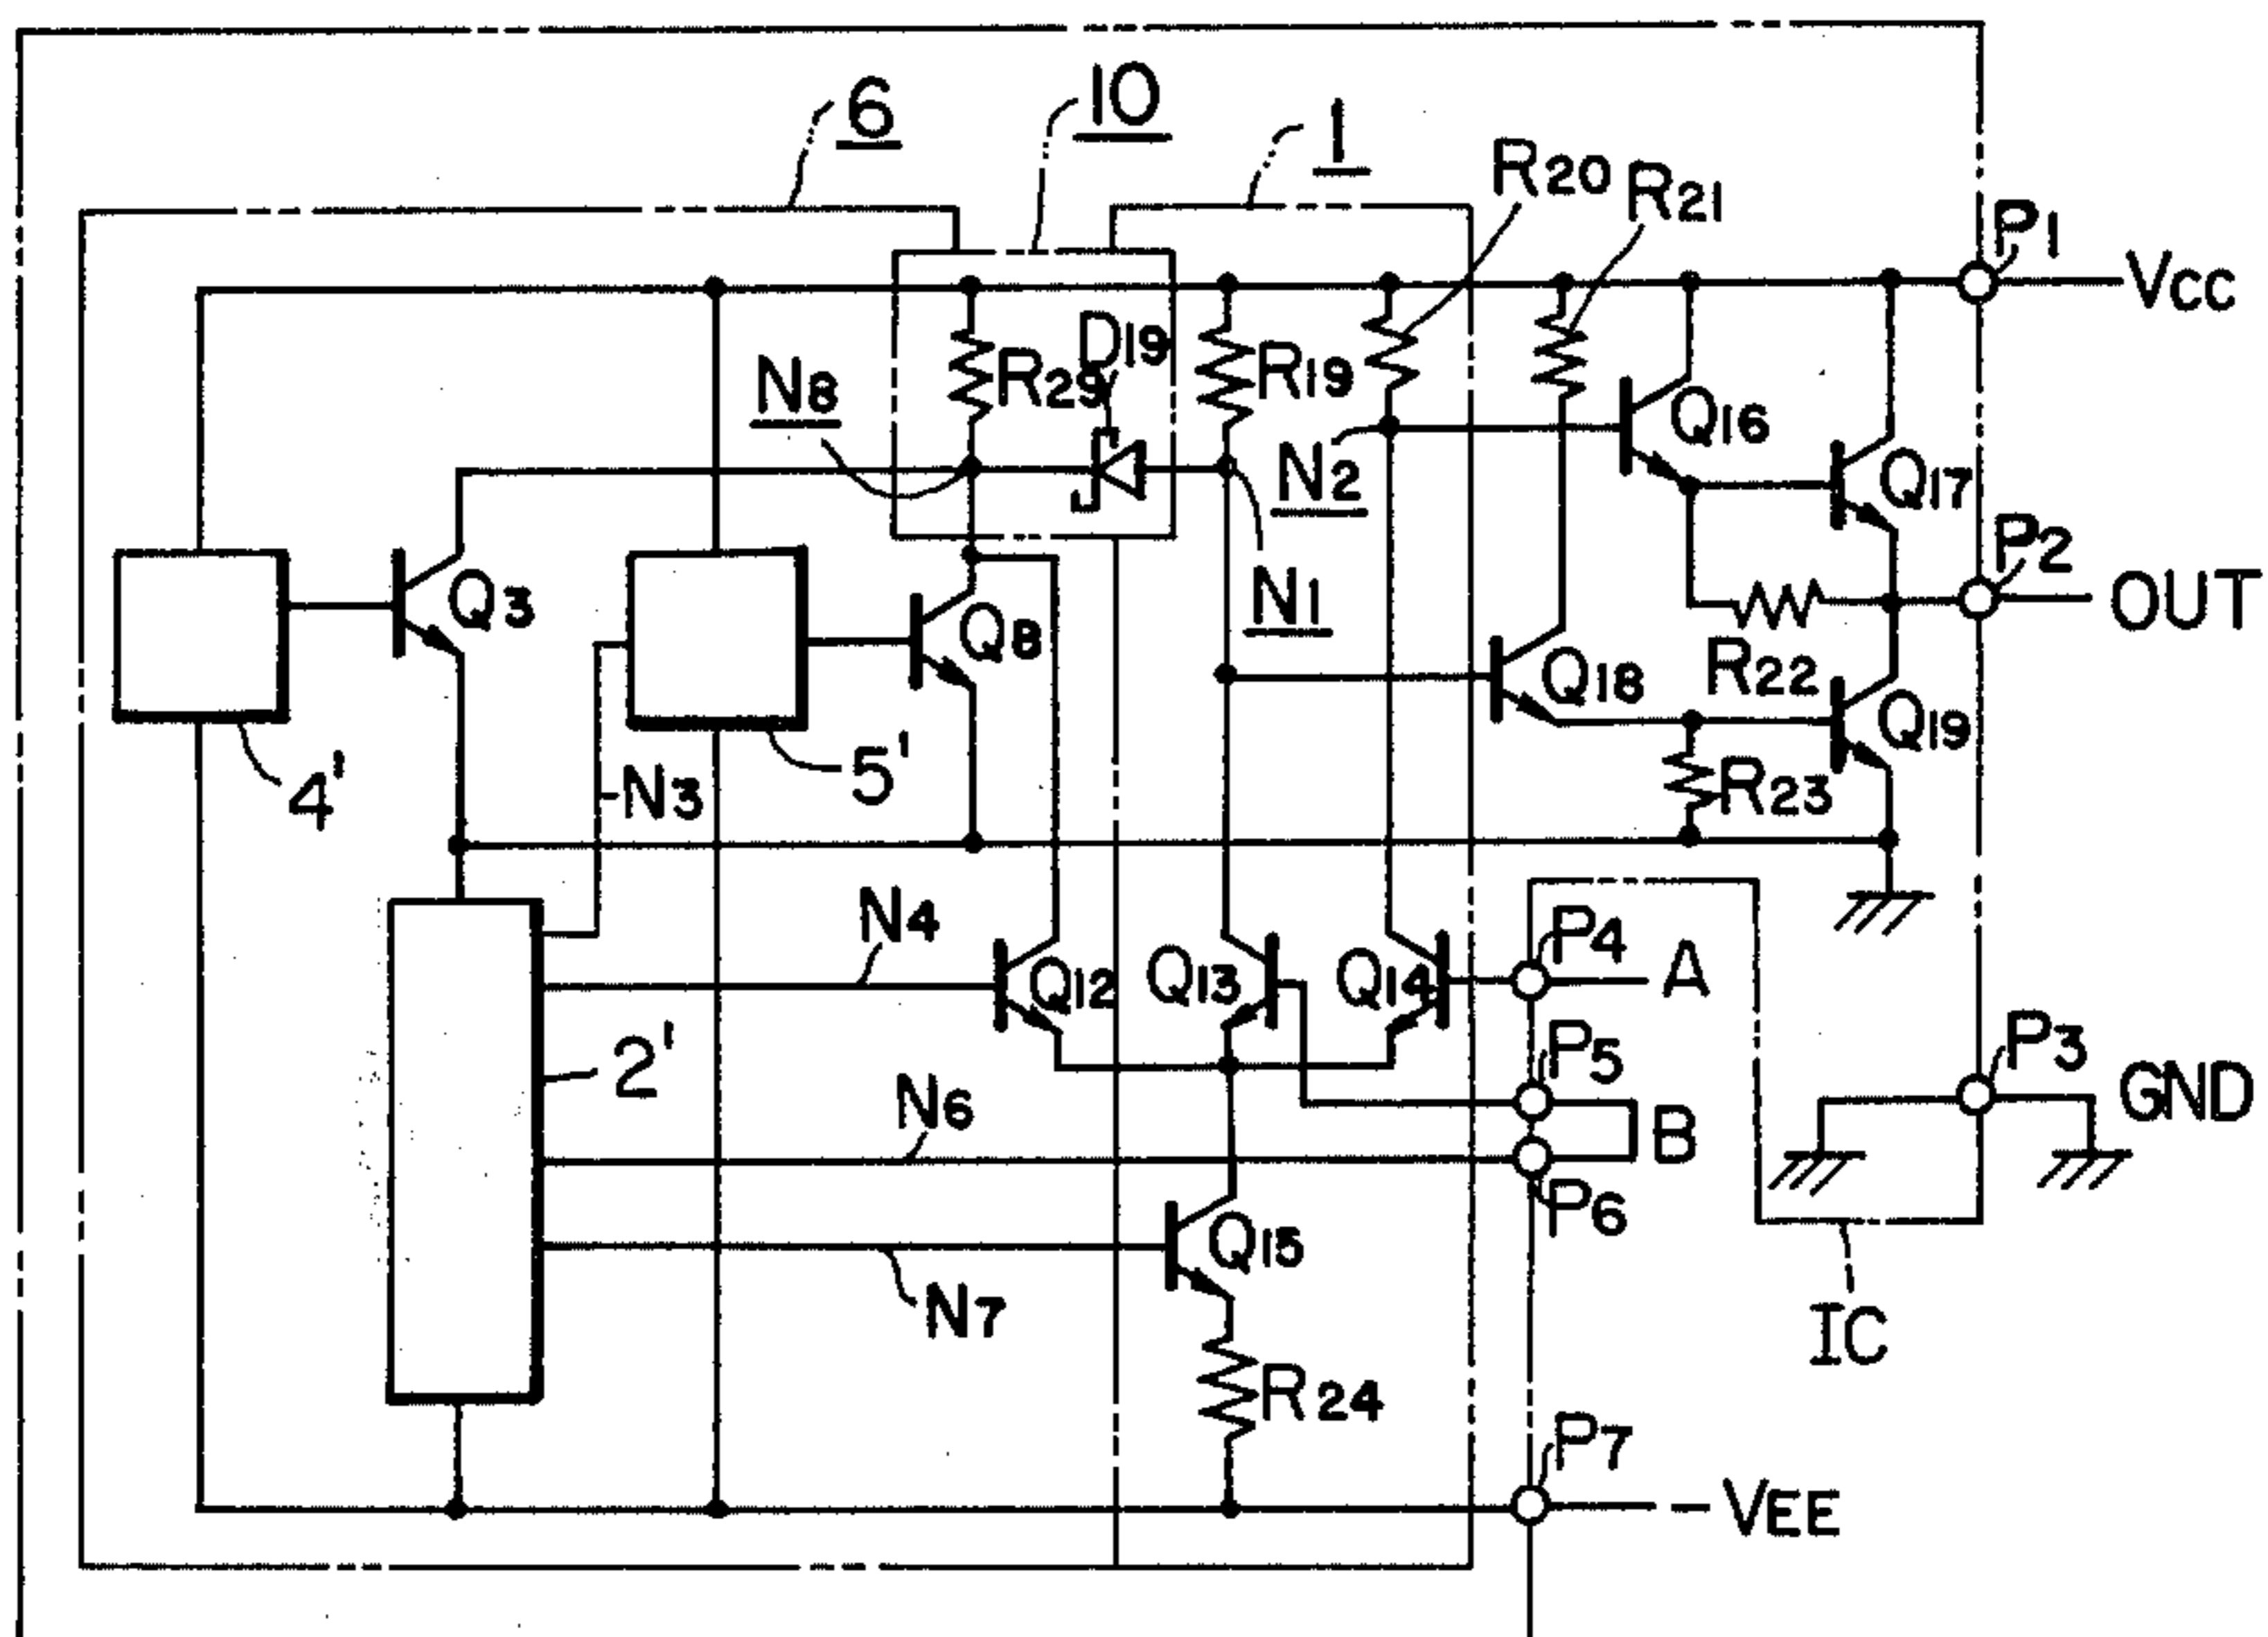 6
10
1
R20
R21
P1
VCC
D19
R29
R19
N8
N2
Q16
Q17
P2
OUT
N1
Q3
Q8
R22
Q18
Q19
4'
N3
5'
R23
N4
P4
A
Q12
Q13
Q14
P5
P3
GND
2'
N6
B
P6
Q15
N7
IC
R24
P7
-VEE